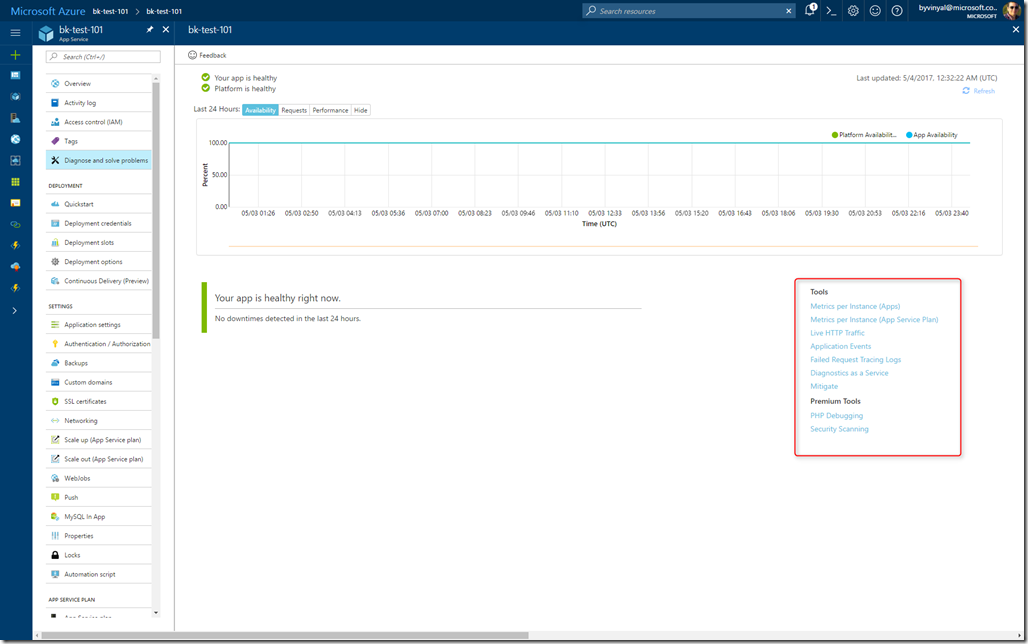 Microsoft Azure bk-test-101 > bk-test-101
Search resources
1
byvinyal@microsoft.co...
MICROSOFT
bk-test-101
App Service
Search (Ctrl+/)
Overview
Activity log
Access control (IAM)
Tags
Diagnose and solve problems
DEPLOYMENT
Quickstart
Deployment credentials
Deployment slots
Deployment options
Continuous Delivery (Preview)
SETTINGS
Application settings
Authentication / Authorization
Backups
Custom domains
SSL certificates
Networking
Scale up (App Service plan)
Scale out (App Service plan)
WebJobs
Push
MySQL In App
Properties
Locks
Automation script
APP SERVICE PLAN
App Service plan
bk-test-101
Feedback
Your app is healthy
Platform is healthy
Last updated: 5/4/2017, 12:32:22 AM (UTC)
Refresh
Last 24 Hours: Availability Requests Performance Hide
Platform Availabilit... App Availability
100.00
50.00
0.00
Percent
05/03 01:26 05/03 02:50 05/03 04:13 05/03 05:36 05/03 07:00 05/03 08:23 05/03 09:46 05/03 11:10 05/03 12:33 05/03 13:56 05/03 15:20 05/03 16:43 05/03 18:06 05/03 19:30 05/03 20:53 05/03 22:16 05/03 23:40
Time (UTC)
Your app is healthy right now.
No downtimes detected in the last 24 hours.
Tools
Metrics per Instance (Apps)
Metrics per Instance (App Service Plan)
Live HTTP Traffic
Application Events
Failed Request Tracing Logs
Diagnostics as a Service
Mitigate
Premium Tools
PHP Debugging
Security Scanning